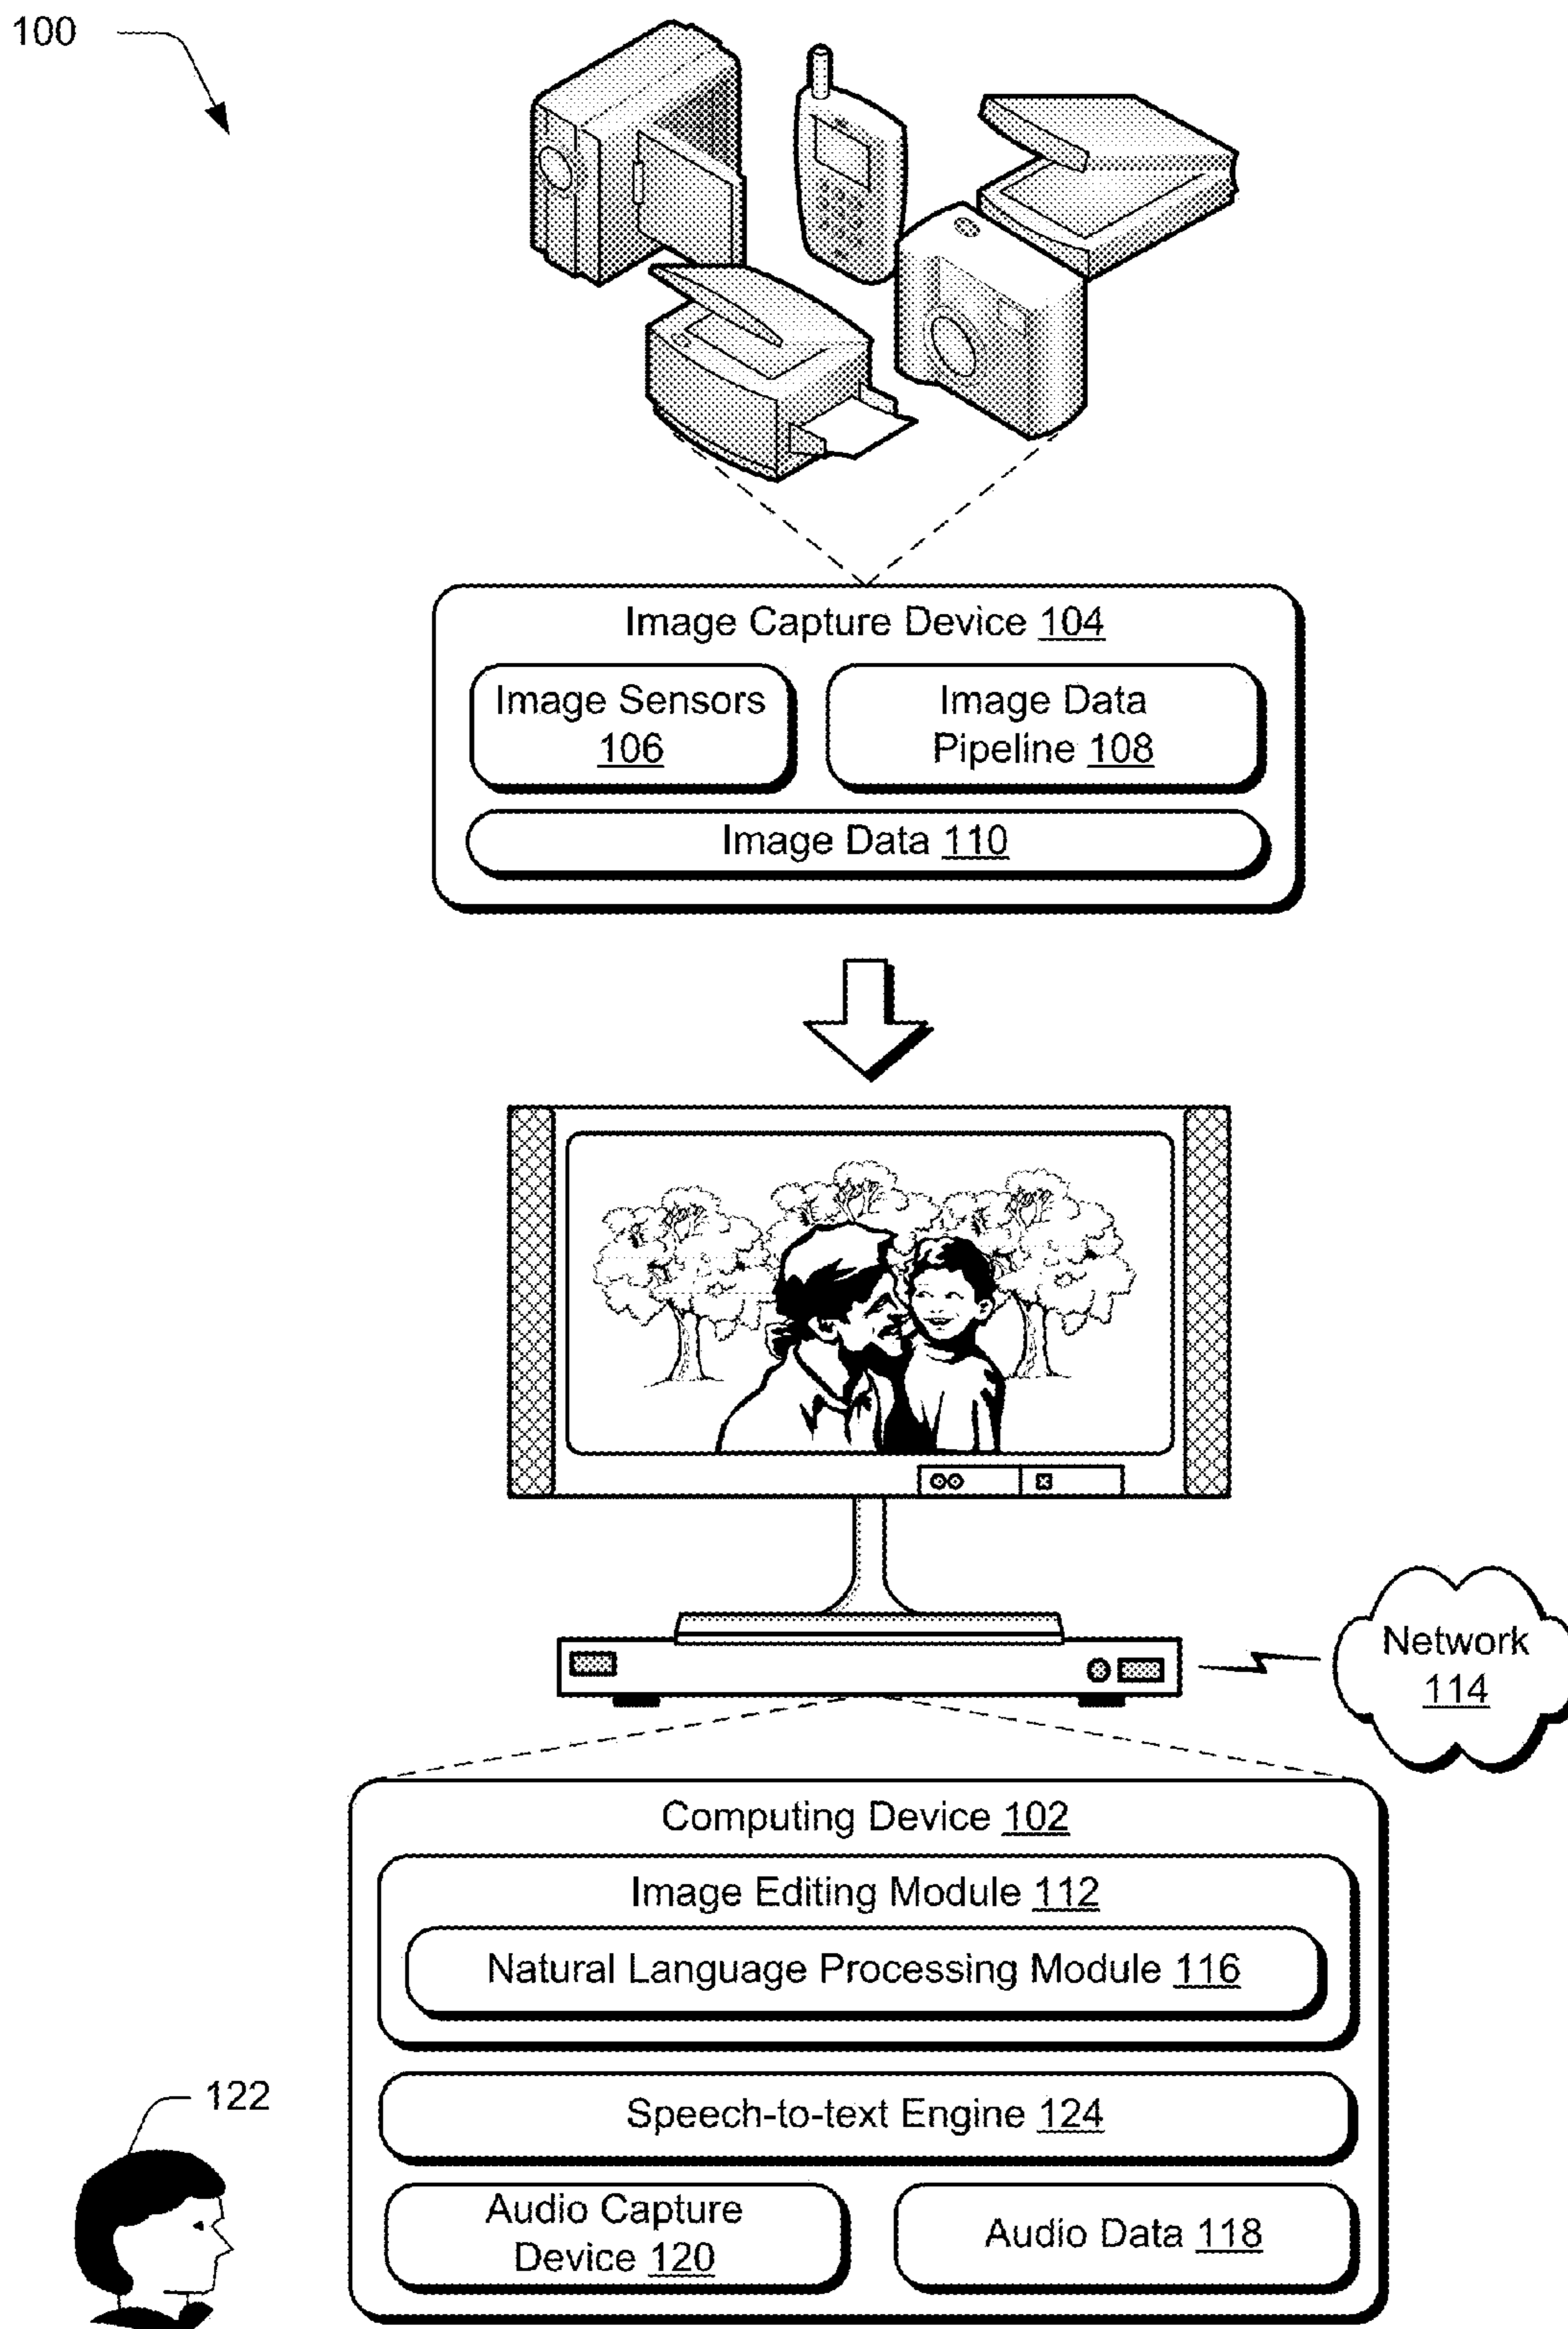 100
Image Capture Device 104
Image Sensors
106
Image Data
Pipeline 108
Image Data 110
Network
114
Computing Device 102
Image Editing Module 112
Natural Language Processing Module 116
122
Speech-to-text Engine 124
Audio Capture
Device 120
Audio Data 118